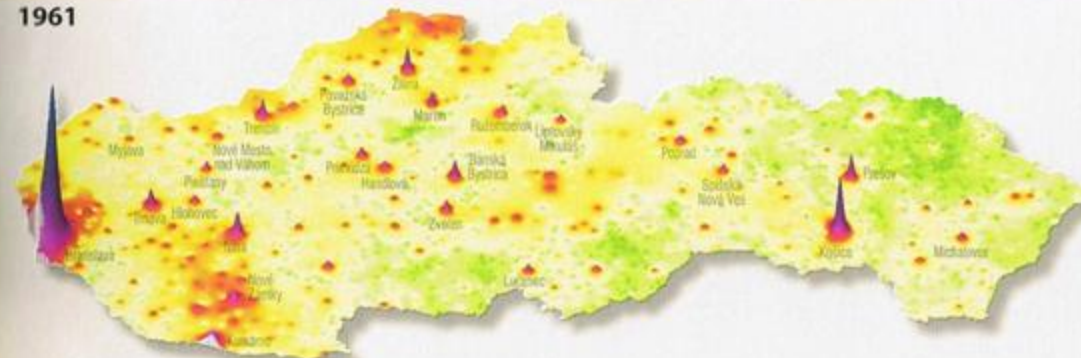 1961
Žilina
Považská
Bystrica
Martin
Ružomberok
Liptovský
Mikuláš
Trenčín
Myjava
Nové Mesto
nad Váhom
Piešťany
Prievidza
Handlová
Banská
Bystrica
Poprad
Spišská
Nová Ves
Prešov
Trnava
Hlohovec
Nitra
Zvolen
Košice
Michalovce
Bratislava
Nové
Zámky
Lučenec
Komárno